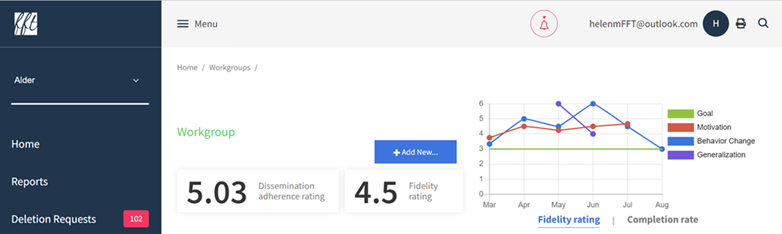 Menu
helenmFFT@outlook.com
H
Alder
Home / Workgroups /
Home
Reports
Deletion Requests 102
Workgroup
+ Add New...
5.03 Dissemination
adherence rating
4.5 Fidelity
rating
6
5
4
3
2
1
0
Mar Apr May Jun Jul Aug
Goal
Motivation
Behavior Change
Generalization
Fidelity rating | Completion rate